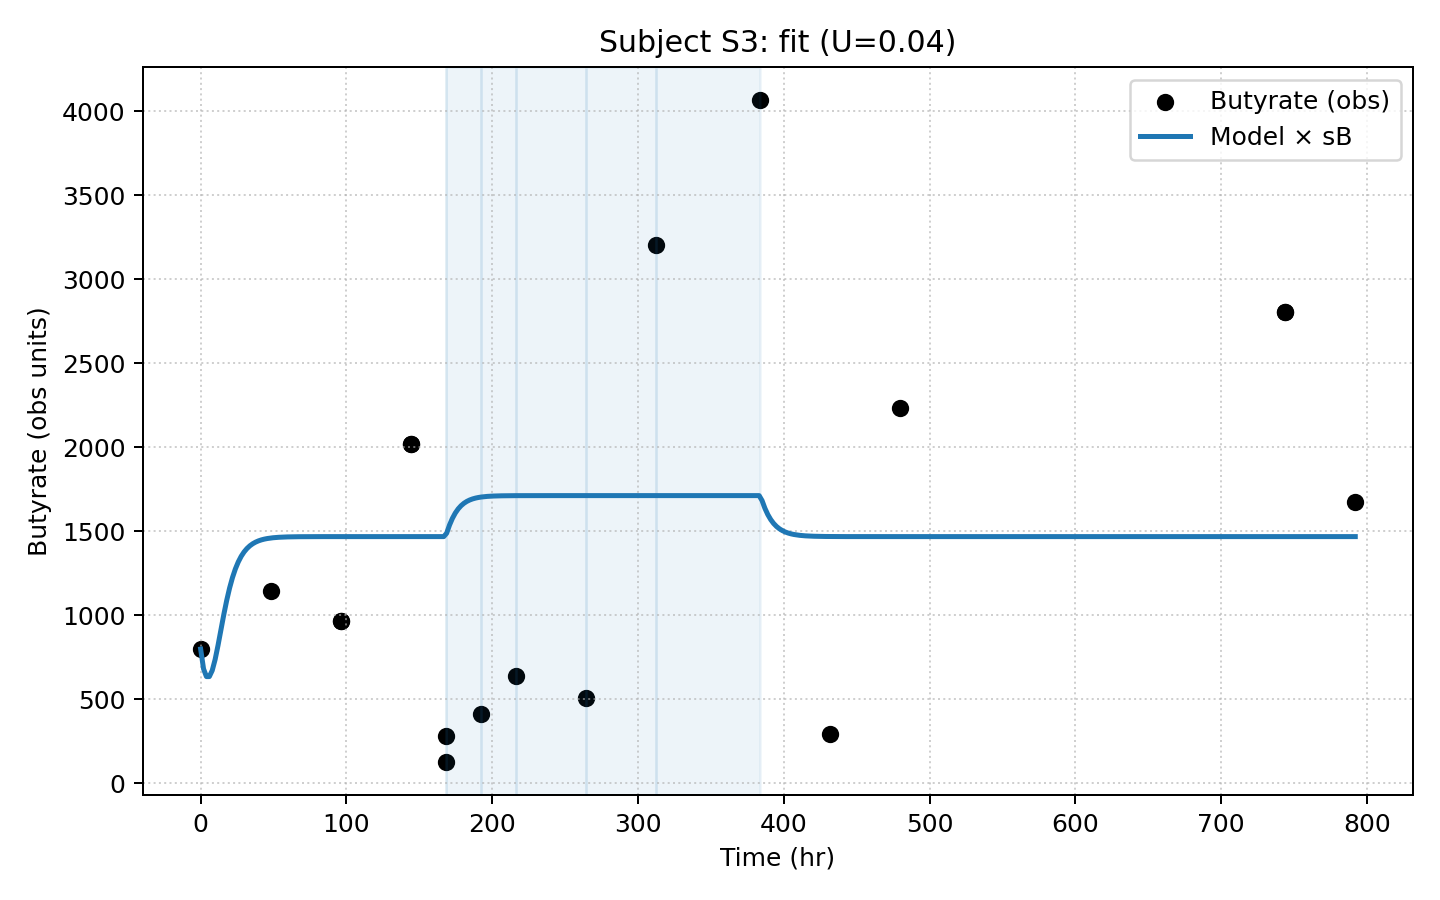 Subject S3: fit (U=0.04)
Butyrate (obs)
Model × sB
Butyrate (obs units)
4000
3500
3000
2500
2000
1500
1000
500
0
0 100 200 300 400 500 600 700 800
Time (hr)